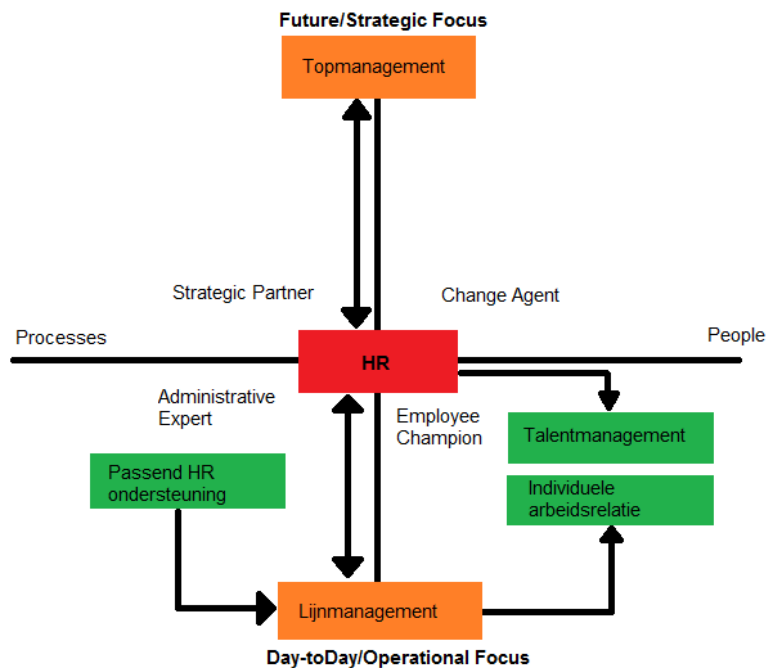 Future/Strategic Focus
Topmanagement
Strategic Partner
Change Agent
Processes
People
HR
Administrative
Expert
Employee
Champion
Talentmanagement
Passend HR
ondersteuning
Individuele
arbeidsrelatie
Lijnmanagement
Day-toDay/Operational Focus